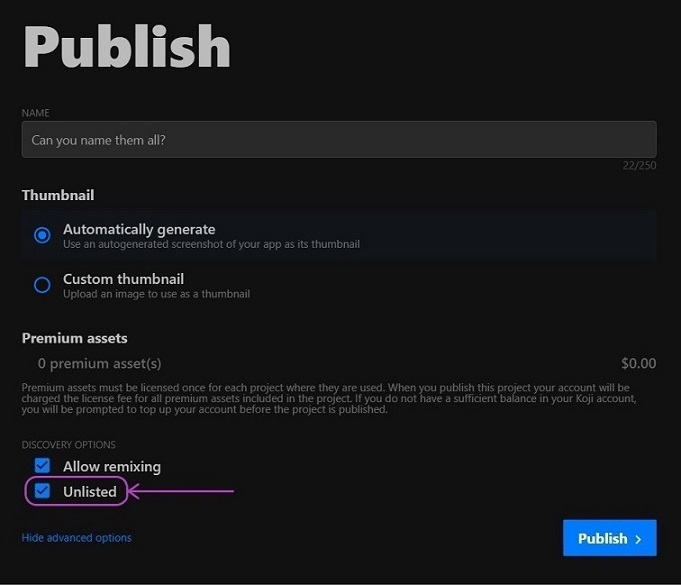 Publish
NAME
Can you name them all?
22/250
Thumbnail
Automatically generate
Use an autogenerated screenshot of your app as its thumbnail
Custom thumbnail
Upload an image to use as a thumbnail
Premium assets
0 premium asset(s) $0.00
Premium assets must be licensed once for each project where they are used. When you publish this project your account will be
charged the license fee for all premium assets included in the project. If you do not have a sufficient balance in your Koji account,
you will be prompted to top up your account before the project is published.
DISCOVERY OPTIONS
Allow remixing
Unlisted
Hide advanced options
Publish